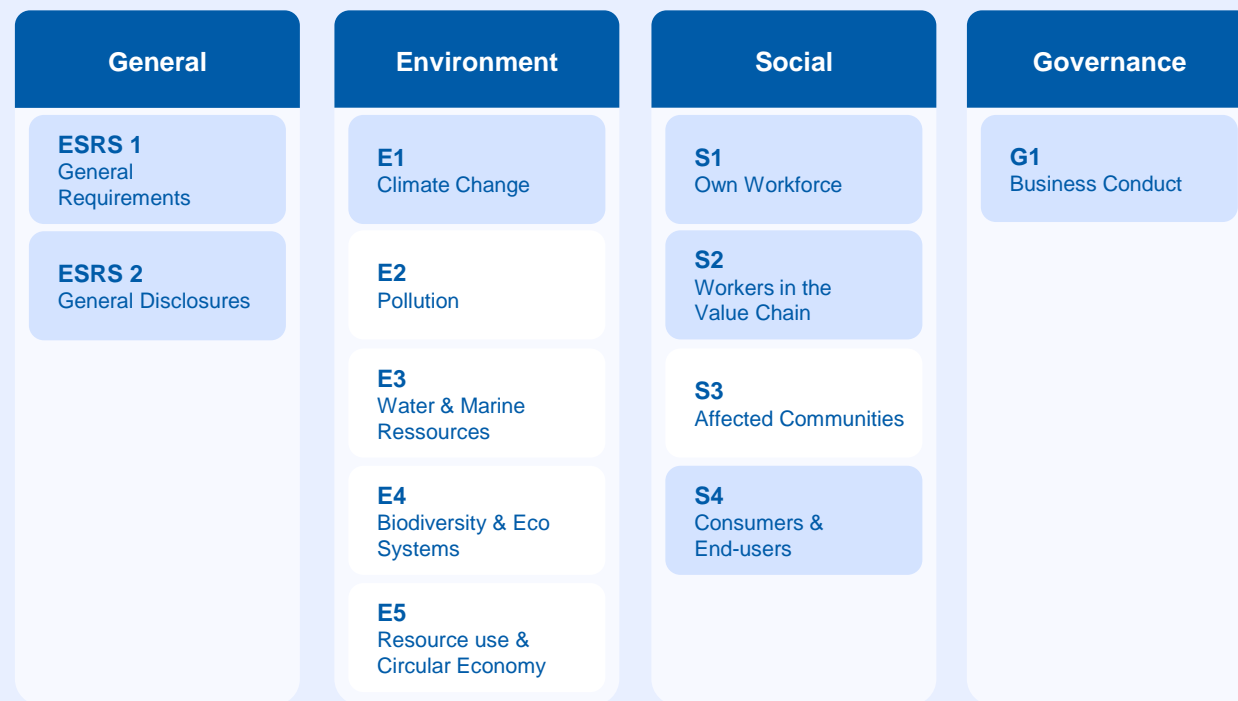 General
ESRS 1
General
Requirements
ESRS 2
General Disclosures
Environment
E1
Climate Change
E2
Pollution
E3
Water & Marine
Ressources
E4
Biodiversity & Eco
Systems
E5
Resource use &
Circular Economy
Social
S1
Own Workforce
S2
Workers in the
Value Chain
S3
Affected Communities
S4
Consumers &
End-users
Governance
G1
Business Conduct